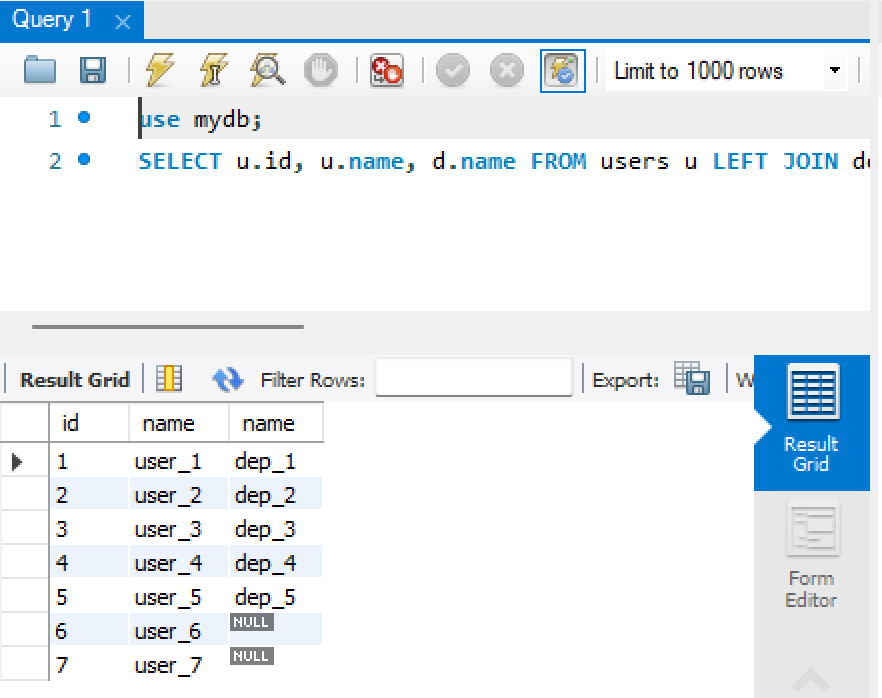 Query 1
Limit to 1000 rows
1 use mydb;
2 SELECT u.id, u.name, d.name FROM users u LEFT JOIN
Result Grid Filter Rows: Export:
id name name
1 user_1 dep_1
2 user_2 dep_2
3 user_3 dep_3
4 user_4 dep_4
5 user_5 dep_5
6 user_6 NULL
7 user_7 NULL
Result
Grid
Form
Editor